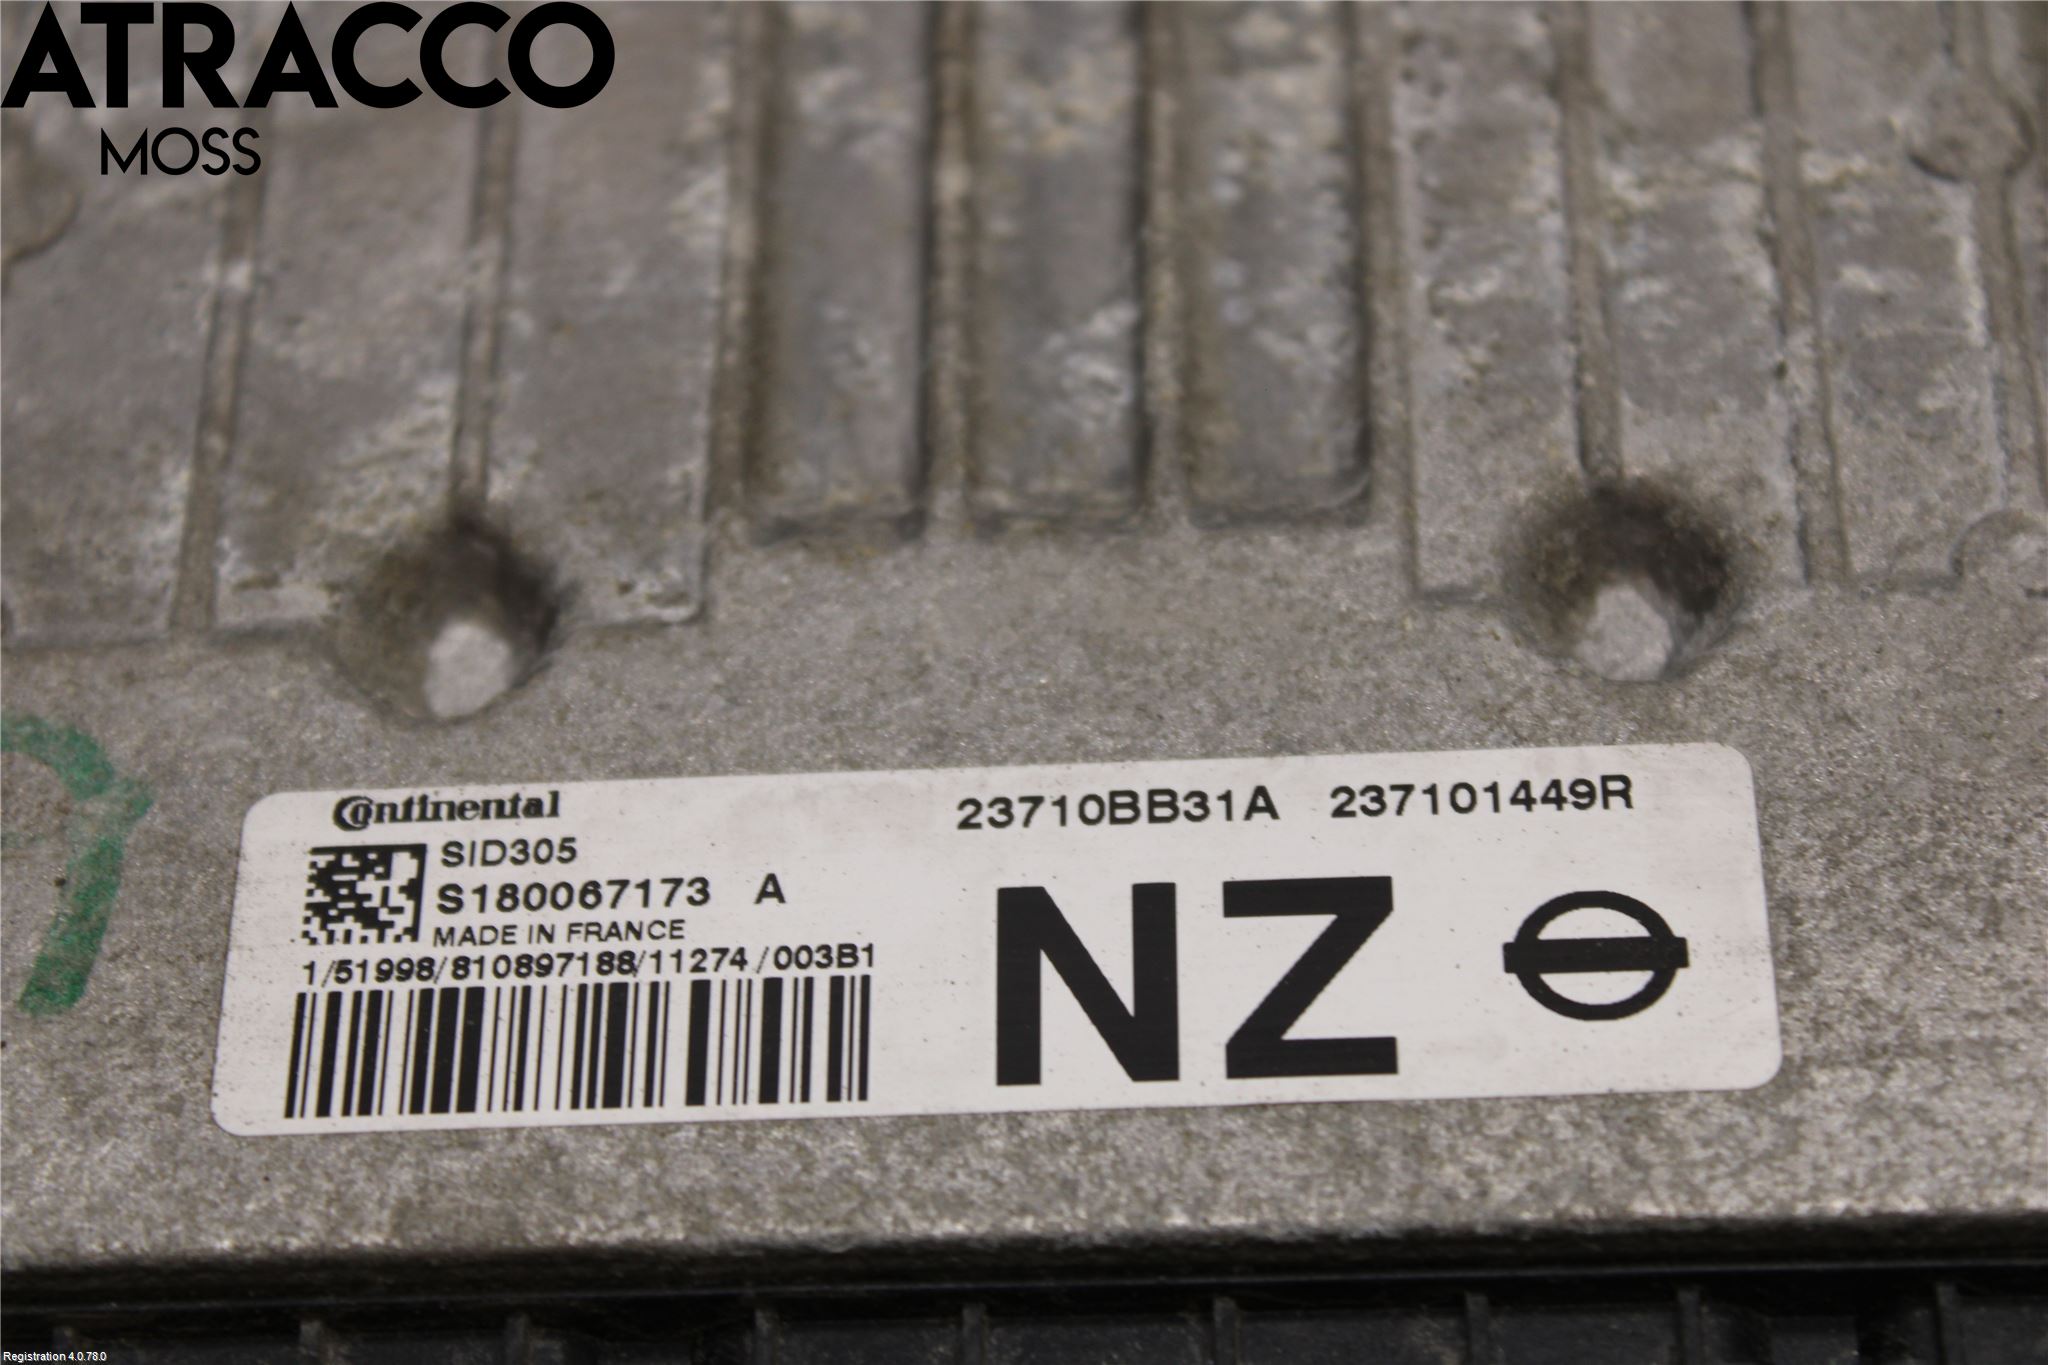 ATRACCO
MOSS
Continental
23710BB31A 237101449R
SID305
S180067173 A
MADE IN FRANCE
1/51998/810897188/11274/003B1
NZ
Registration 4.0.78.0